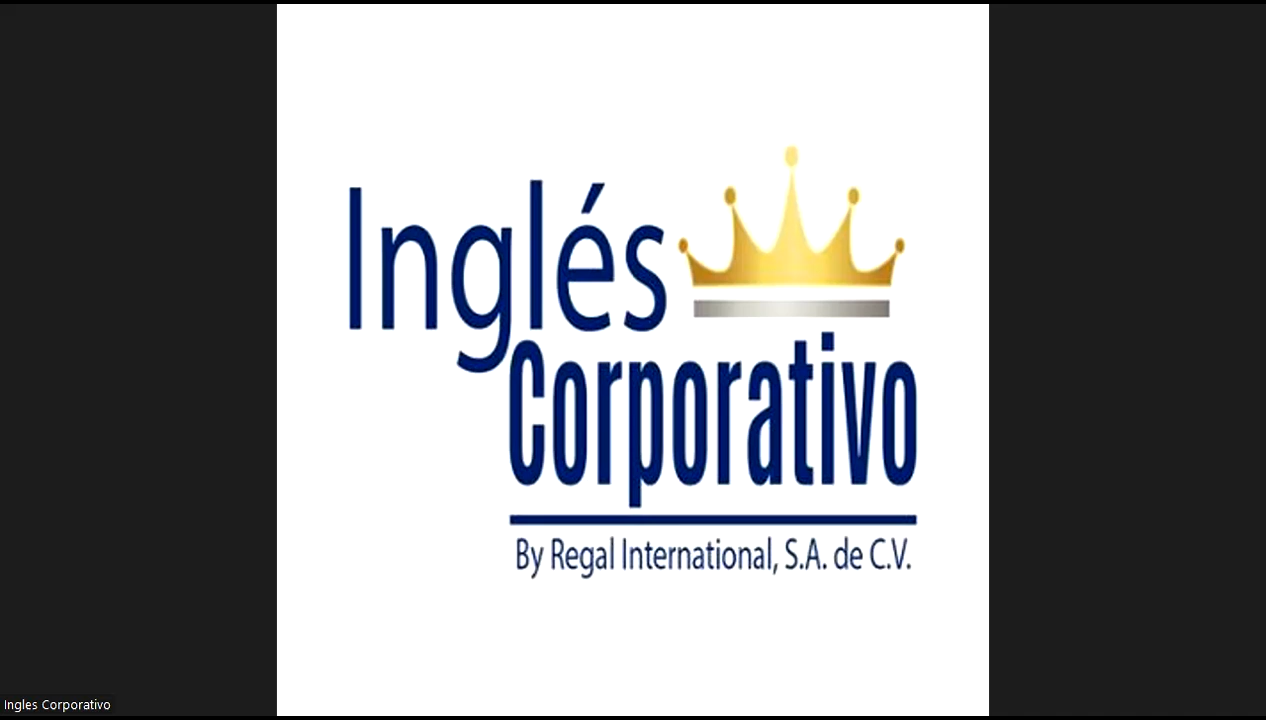 Inglés
Corporativo
By Regal International, S.A. de C.V.
Ingles Corporativo